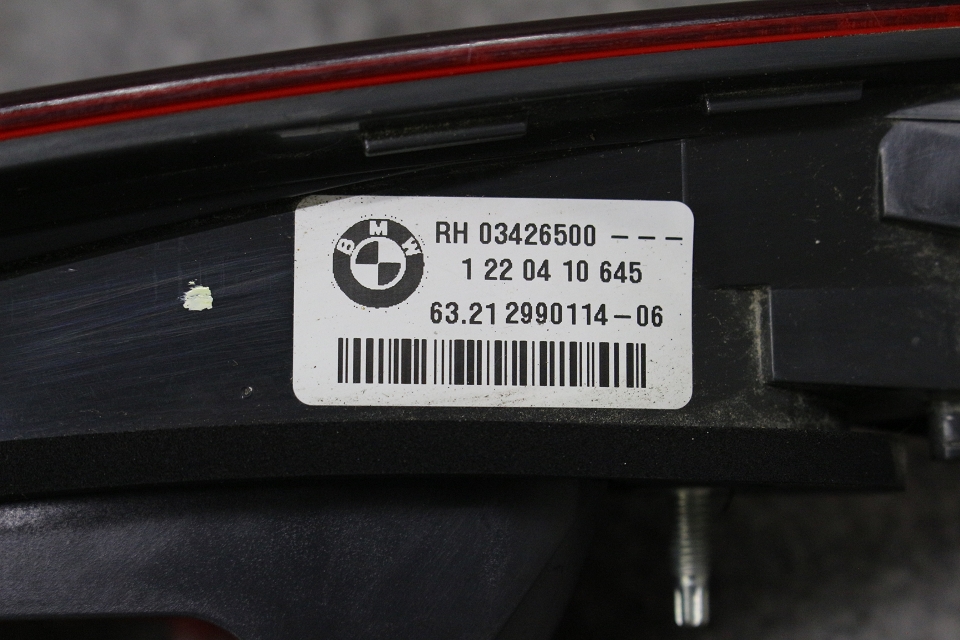 BMW
RH 03426500 ---
1 22 04 10 645
63.21 2990114-06